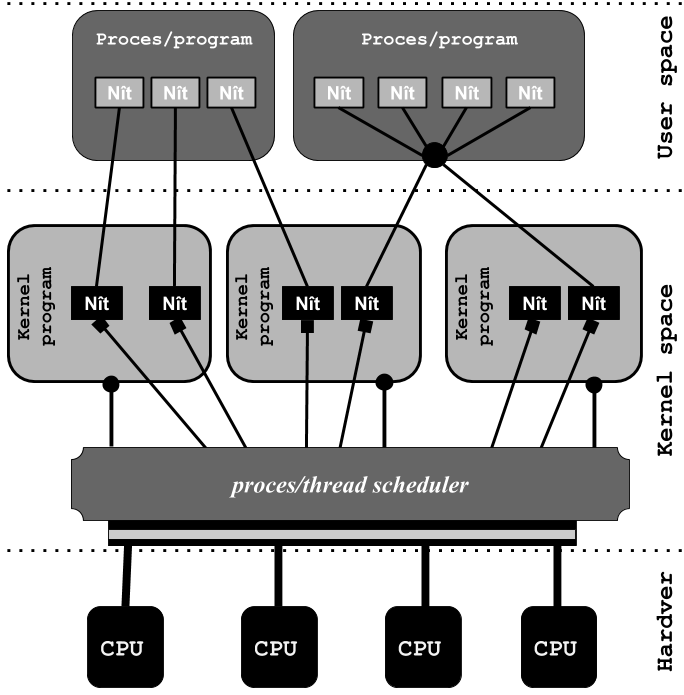 Proces/program
Proces/program
Nît
Nît
Nît
Nît
Nît
Nît
Nît
User space
Kernel
program
Nît
Nît
Kernel
program
Nît
Nît
Kernel
program
Nît
Nît
Kernel space
proces/thread scheduler
CPU
CPU
CPU
CPU
Hardver